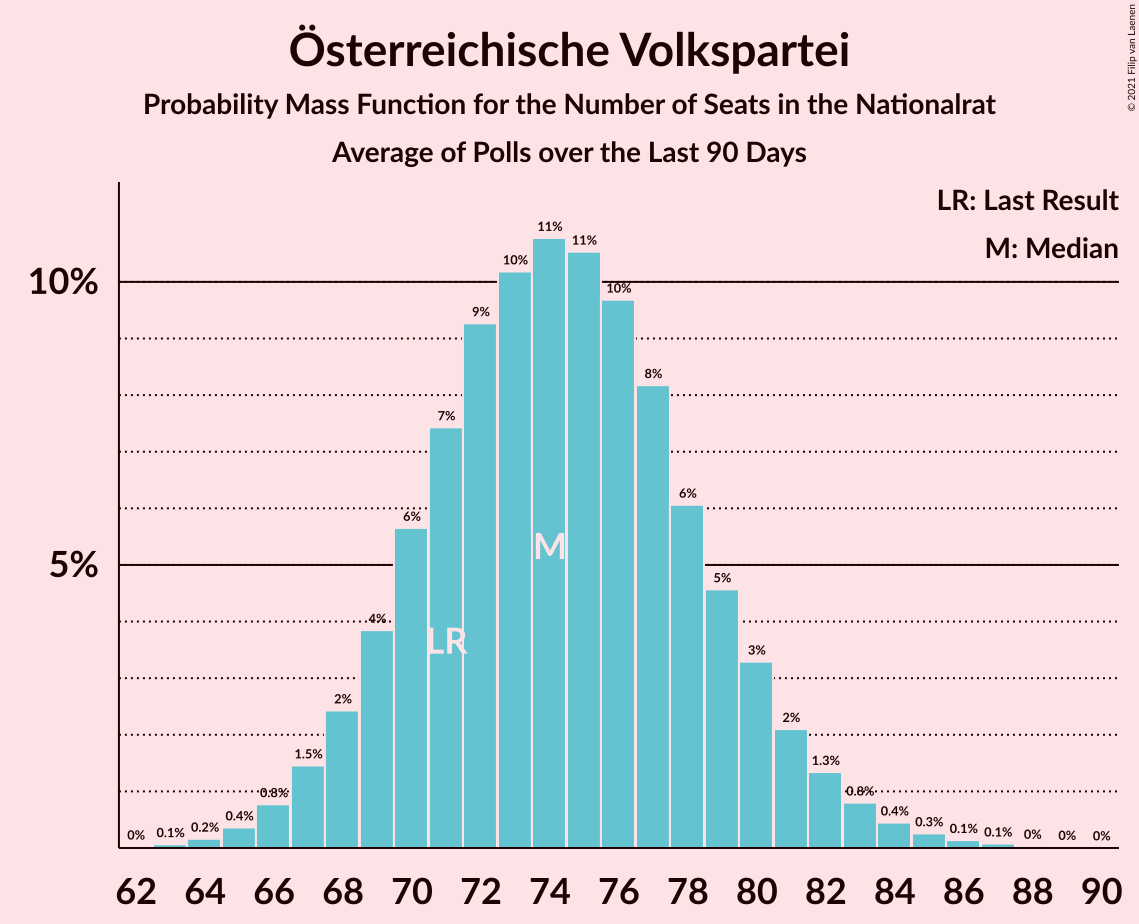 Österreichische Volkspartei
Probability Mass Function for the Number of Seats in the Nationalrat
Average of Polls over the Last 90 Days
© 2021 Filip van Laenen
LR: Last Result
M: Median
10%
5%
0% 0.1% 0.2% 0.4% 0.8% 1.5% 2% 4% 6% 7% 9% 10% 11% 11% 10% 8% 6% 5% 3% 2% 1.3% 0.8% 0.4% 0.3% 0.1% 0.1% 0% 0% 0%
M
LR
62 64 66 68 70 72 74 76 78 80 82 84 86 88 90